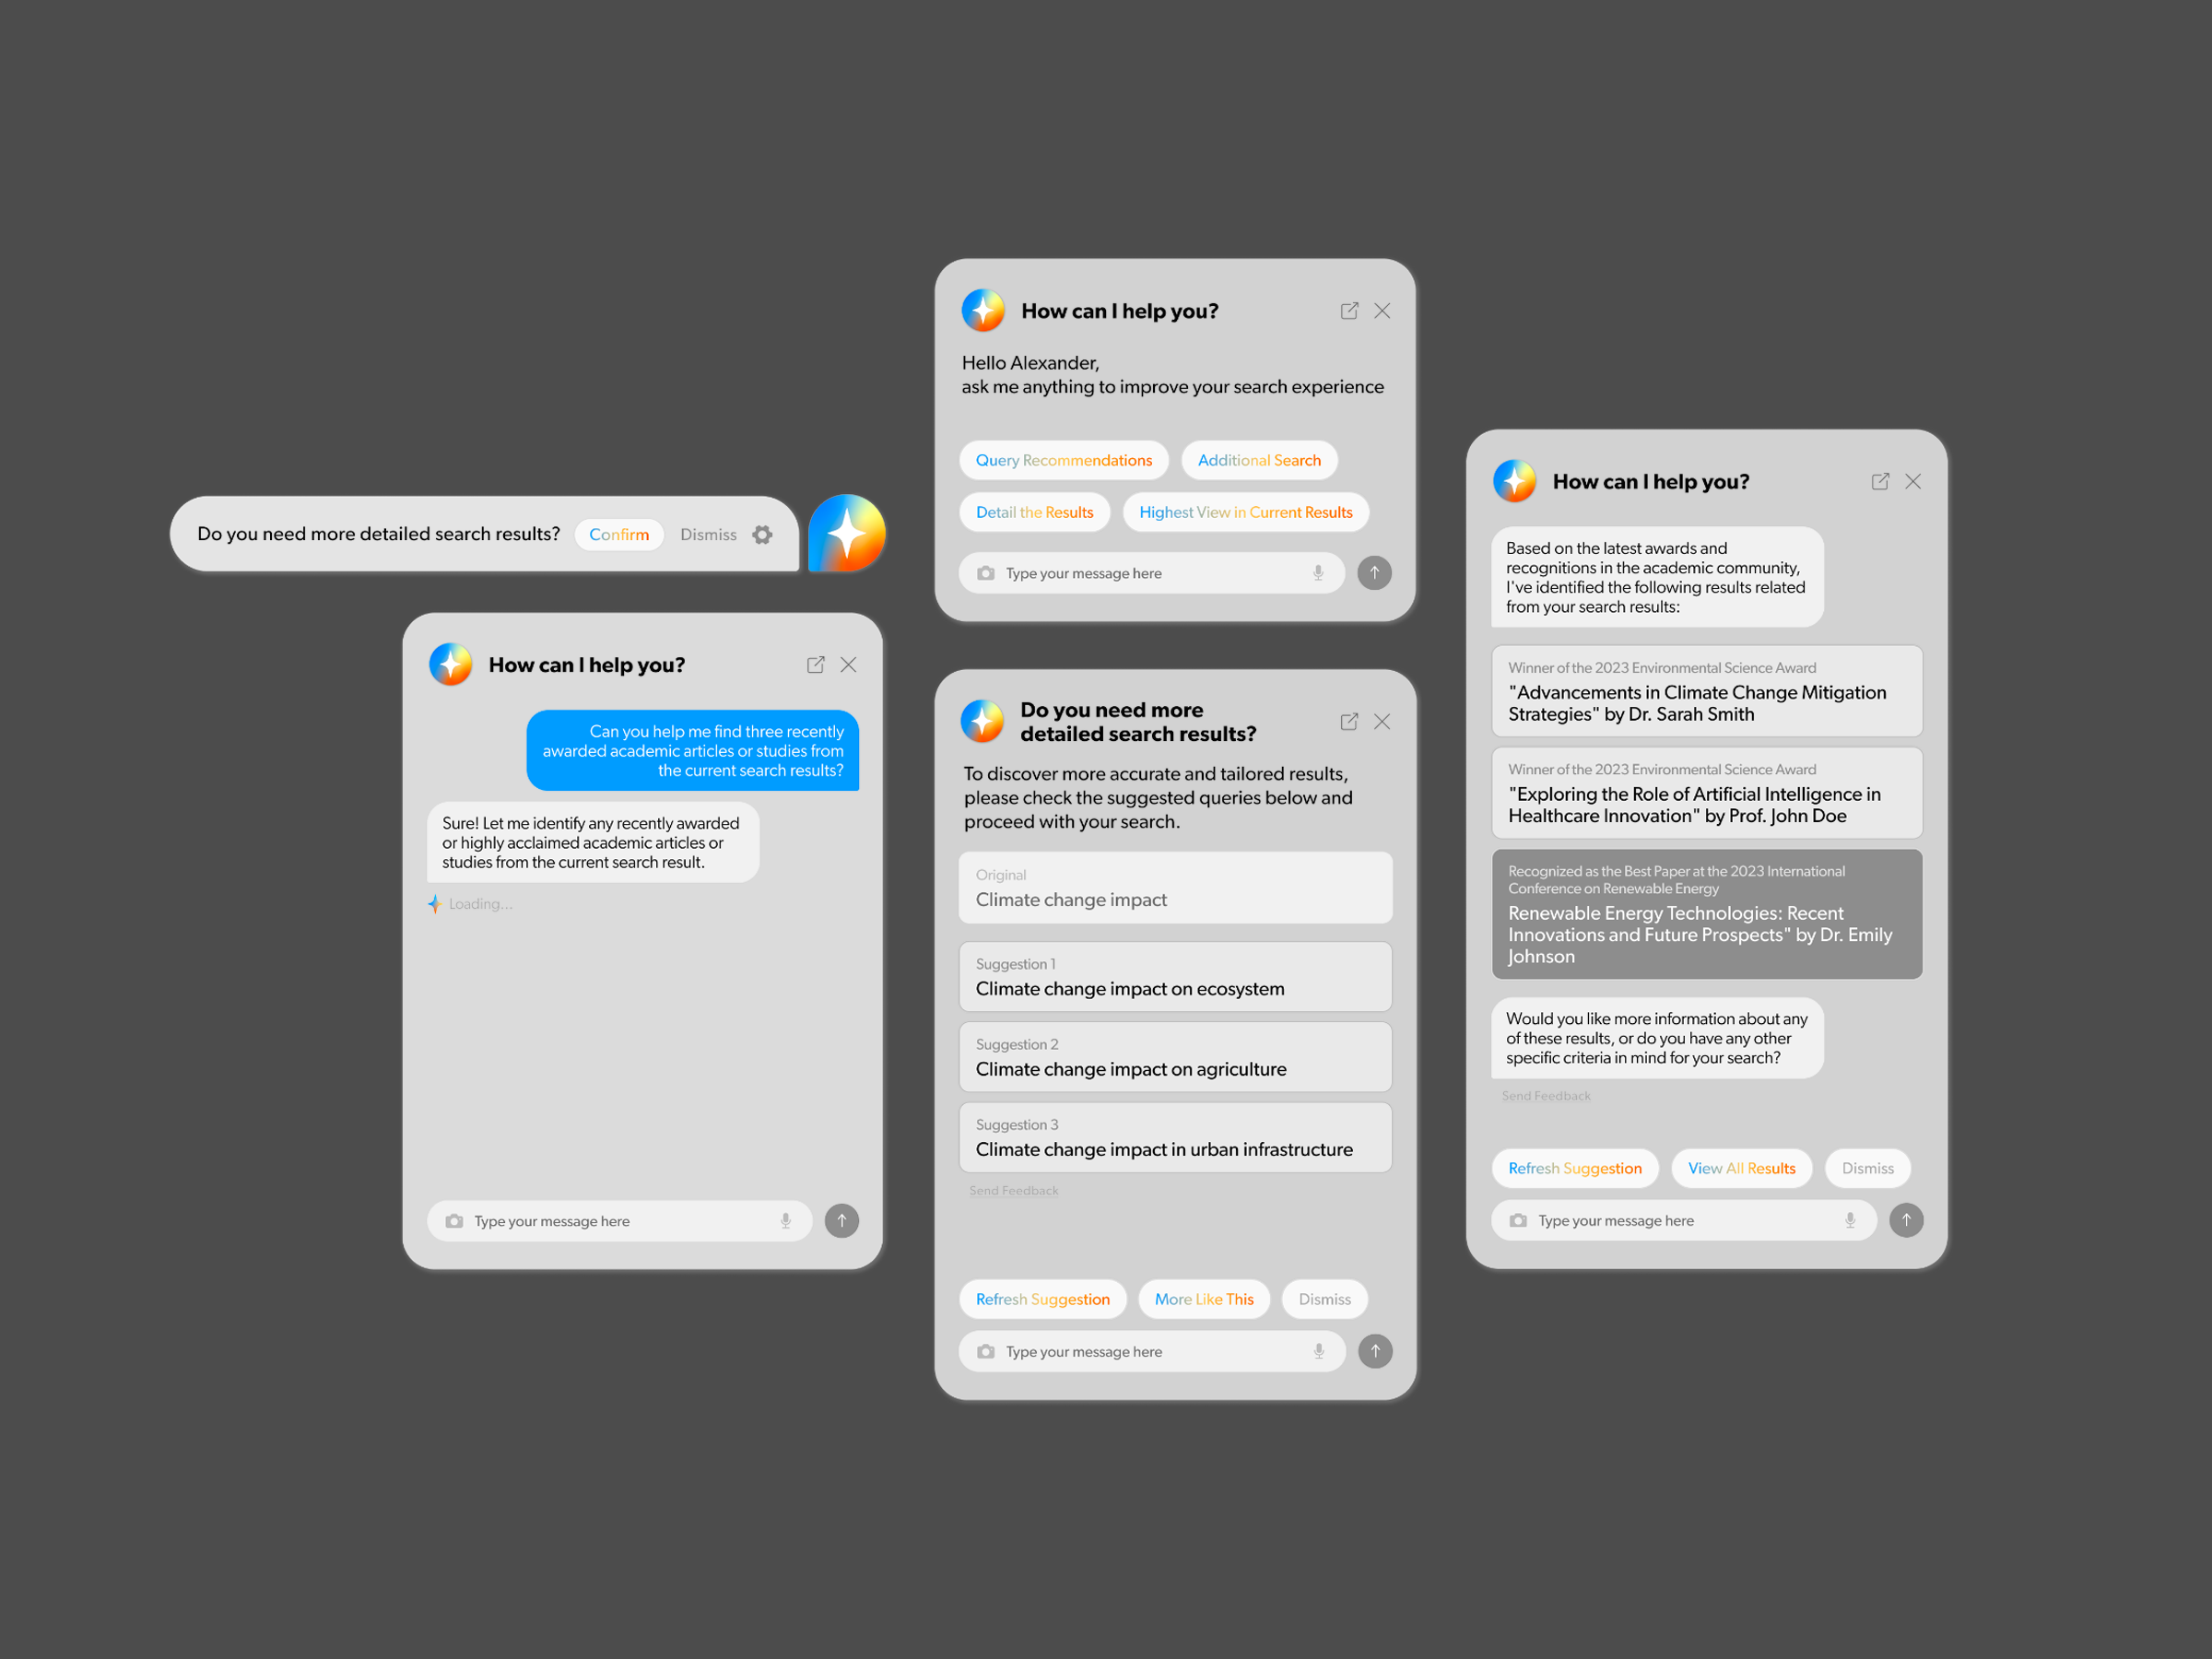 Do you need more detailed search results? Confirm Dismiss
How can I help you?
Can you help me find three recently
awarded academic articles or studies from
the current search results?
Sure! Let me identify any recently awarded
or highly acclaimed academic articles or
studies from the current search result.
Loading...
Type your message here
How can I help you?
Hello Alexander,
ask me anything to improve your search experience
Query Recommendations Additional Search
Detail the Results Highest View in Current Results
Type your message here
Do you need more
detailed search results?
To discover more accurate and tailored results,
please check the suggested queries below and
proceed with your search.
Original
Climate change impact
Suggestion 1
Climate change impact on ecosystem
Suggestion 2
Climate change impact on agriculture
Suggestion 3
Climate change impact in urban infrastructure
Send Feedback
Refresh Suggestion More Like This Dismiss
Type your message here
How can I help you?
Based on the latest awards and
recognitions in the academic community,
I've identified the following results related
from your search results:
Winner of the 2023 Environmental Science Award
"Advancements in Climate Change Mitigation
Strategies" by Dr. Sarah Smith
Winner of the 2023 Environmental Science Award
"Exploring the Role of Artificial Intelligence in
Healthcare Innovation" by Prof. John Doe
Recognized as the Best Paper at the 2023 International
Conference on Renewable Energy
Renewable Energy Technologies: Recent
Innovations and Future Prospects" by Dr. Emily
Johnson
Would you like more information about any
of these results, or do you have any other
specific criteria in mind for your search?
Send Feedback
Refresh Suggestion View All Results Dismiss
Type your message here